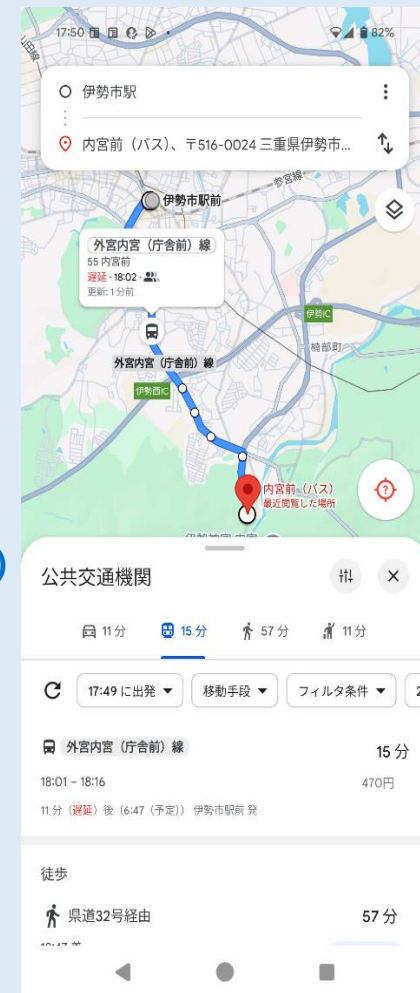 17:50
82%
伊勢市駅
内宮前（バス）、〒516-0024 三重県伊勢市...
参宮線
伊勢市駅前
外宮内宮（庁舎前）線
55 内宮前
遅延・18:02・
更新: 1 分前
伊勢IC
楠部町
外宮内宮（庁舎前）線
伊勢西IC
内宮前（バス）
最近閲覧した場所
公共交通機関
11 分
15 分
57 分
11 分
17:49 に出発
移動手段
フィルタ条件
外宮内宮（庁舎前）線
15 分
18:01 – 18:16
470円
11 分（遅延）後（6:47（予定）） 伊勢市駅前 発
徒歩
県道32号経由
57 分